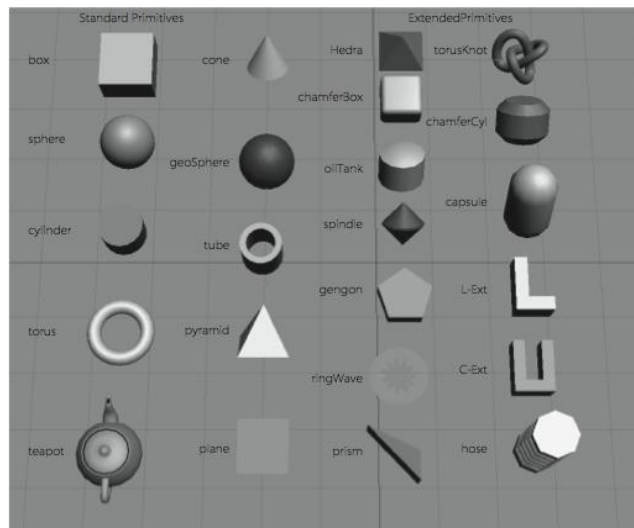 Standard Primitives
ExtendedPrimitives
box
cone
Hedra
torusKnot
chamferBox
chamferCyl
sphere
geoSphere
oilTank
capsule
cylinder
tube
spindle
gengon
L-Ext
torus
pyramid
ringWave
C-Ext
teapot
plane
prism
hose